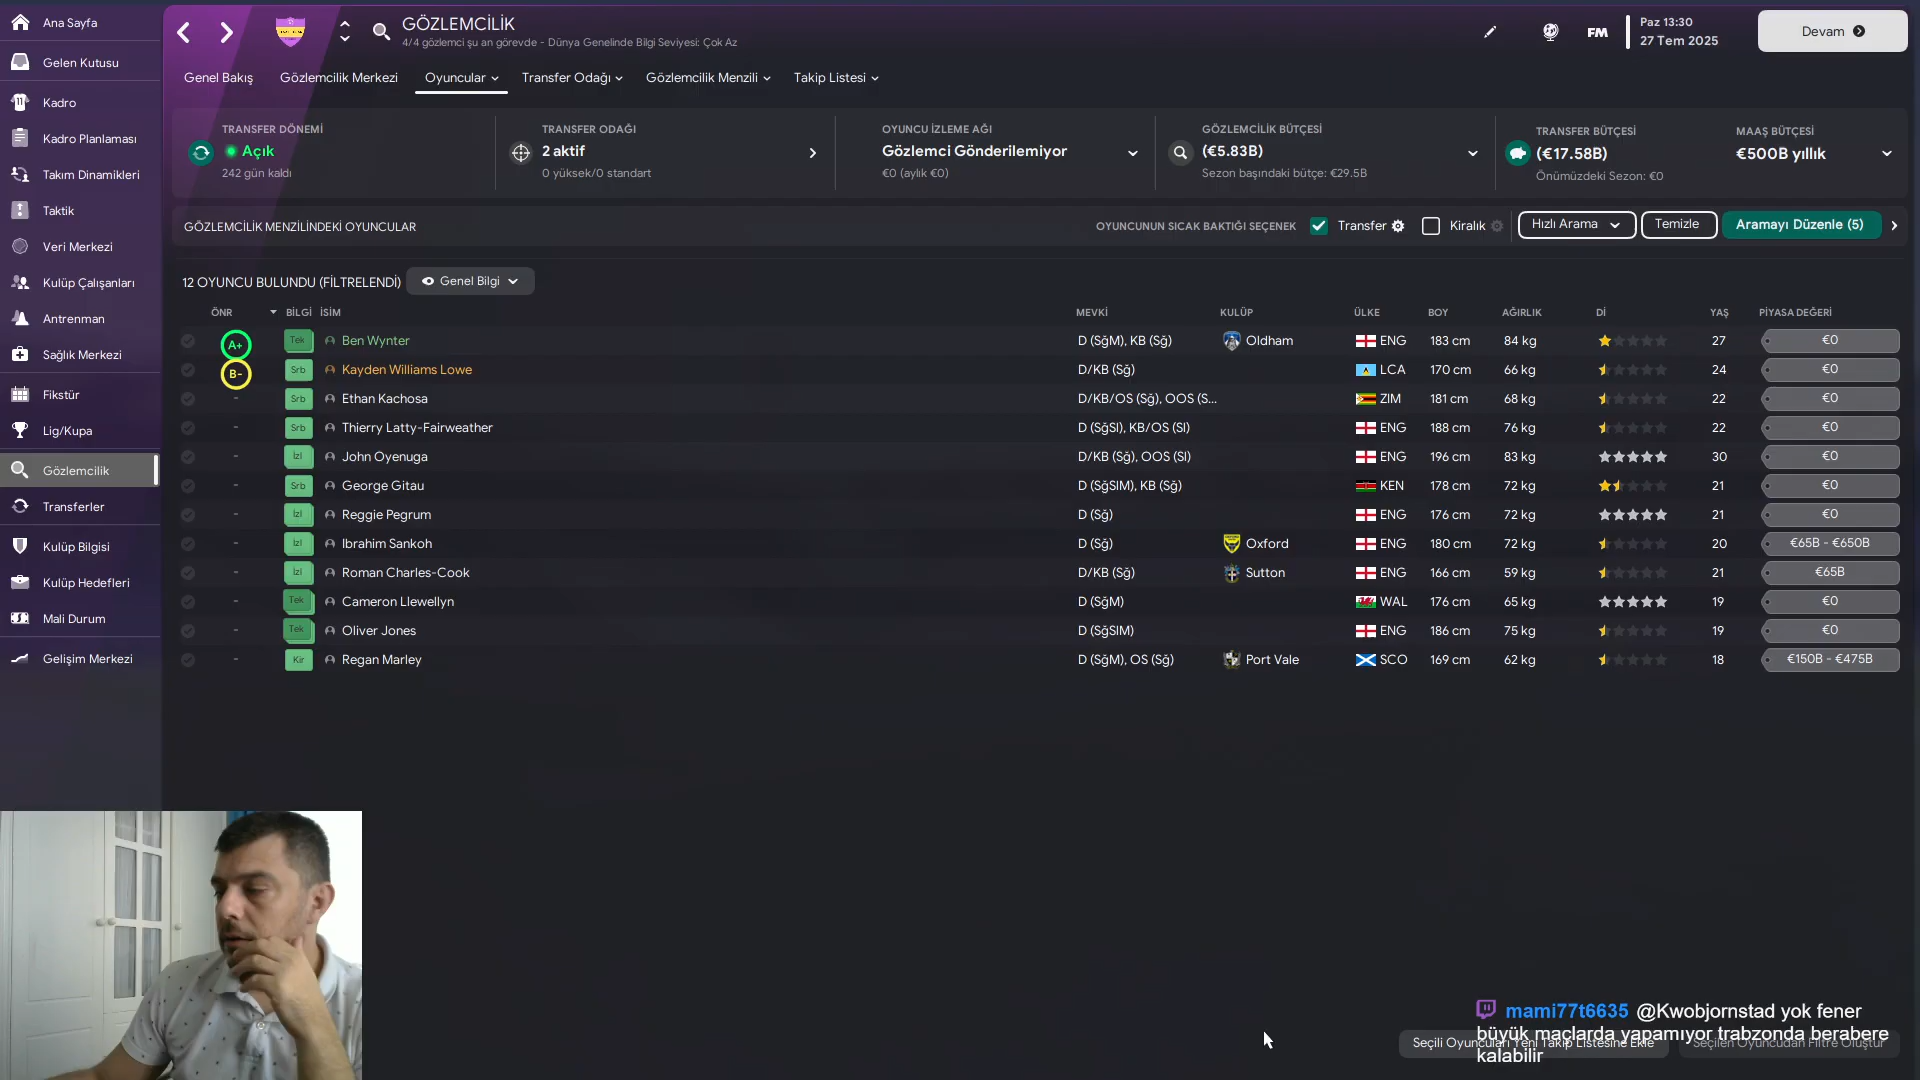 Ana Sayfa
Gelen Kutusu
Kadro
Kadro Planlaması
Takım Dinamikleri
Taktik
Veri Merkezi
Kulüp Çalışanları
Antrenman
Sağlık Merkezi
Fikstür
Lig/Kupa
Gözlemcilik
Transferler
Kulüp Bilgisi
Kulüp Hedefleri
Mali Durum
Gelişim Merkezi
GÖZLEMCİLİK
4/4 gözlemci şu an görevde - Dünya Genelinde Bilgi Seviyesi: Çok Az
FM
Paz 13:30
27 Tem 2025
Devam
Genel Bakış Gözlemcilik Merkezi Oyuncular Transfer Odağı Gözlemcilik Menzili Takip Listesi
TRANSFER DÖNEMİ
Açık
242 gün kaldı
TRANSFER ODAĞI
2 aktif
0 yüksek/0 standart
OYUNCU İZLEME AĞI
Gözlemci Gönderilemiyor
€0 (aylık €0)
GÖZLEMCİLİK BÜTÇESİ
(€5.83B)
Sezon başındaki bütçe: €29.5B
TRANSFER BÜTÇESİ
(€17.58B)
Önümüzdeki Sezon: €0
MAAŞ BÜTÇESİ
€500B yıllık
GÖZLEMCİLİK MENZİLİNDEKİ OYUNCULAR
OYUNCUNUN SICAK BAKTIĞI SEÇENEK Transfer Kiralık Hızlı Arama Temizle Aramayı Düzenle (5)
12 OYUNCU BULUNDU (FİLTRELENDİ) Genel Bilgi
ÖNR BİLGİ İSİM MEVKİ KULÜP ÜLKE BOY AĞIRLIK Dİ YAŞ PİYASA DEĞERİ
A+ Tek Ben Wynter D (SğM), KB (Sğ) Oldham ENG 183 cm 84 kg 27 €0
B- Srb Kayden Williams Lowe D/KB (Sğ) LCA 170 cm 66 kg 24 €0
- Srb Ethan Kachosa D/KB/OS (Sğ), OOS (S... ZIM 181 cm 68 kg 22 €0
- Srb Thierry Latty-Fairweather D (SğSl), KB/OS (Sl) ENG 188 cm 76 kg 22 €0
- İzl John Oyenuga D/KB (Sğ), OOS (Sl) ENG 196 cm 83 kg 30 €0
- Srb George Gitau D (SğSlM), KB (Sğ) KEN 178 cm 72 kg 21 €0
- İzl Reggie Pegrum D (Sğ) ENG 176 cm 72 kg 21 €0
- İzl Ibrahim Sankoh D (Sğ) Oxford ENG 180 cm 72 kg 20 €65B - €650B
- İzl Roman Charles-Cook D/KB (Sğ) Sutton ENG 166 cm 59 kg 21 €65B
- Tek Cameron Llewellyn D (SğM) WAL 176 cm 65 kg 19 €0
- Tek Oliver Jones D (SğSlM) ENG 186 cm 75 kg 19 €0
- Kir Regan Marley D (SğM), OS (Sğ) Port Vale SCO 169 cm 62 kg 18 €150B - €475B
mami77t6635 @Kwobjornstad yok fener
büyük maçlarda yapamıyor trabzonda berabere
kalabilir
Seçili Oyuncuları Yeni Takip Listesine Ekle Seçilen Oyuncudan Filtre Oluştur